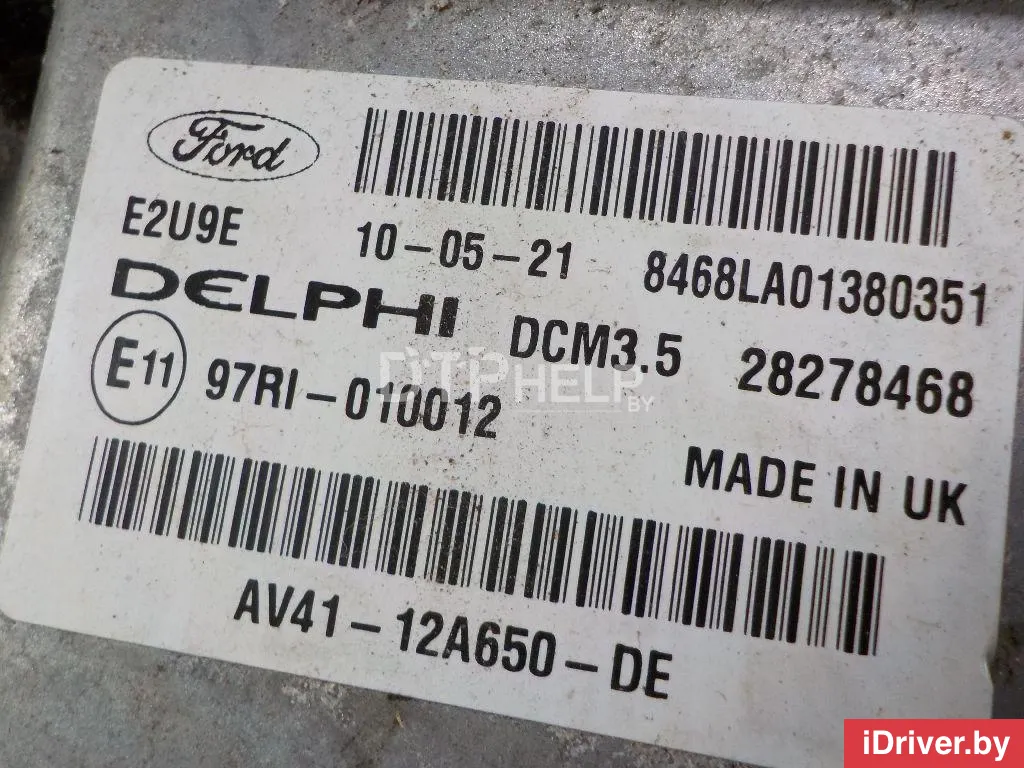 Ford
E2U9E 10-05-21 8468LA01380351
DELPHI DCM3.5 28278468
E11 97RI-010012
MADE IN UK
AV41-12A650-DE
DTPHELP.BY
iDriver.by